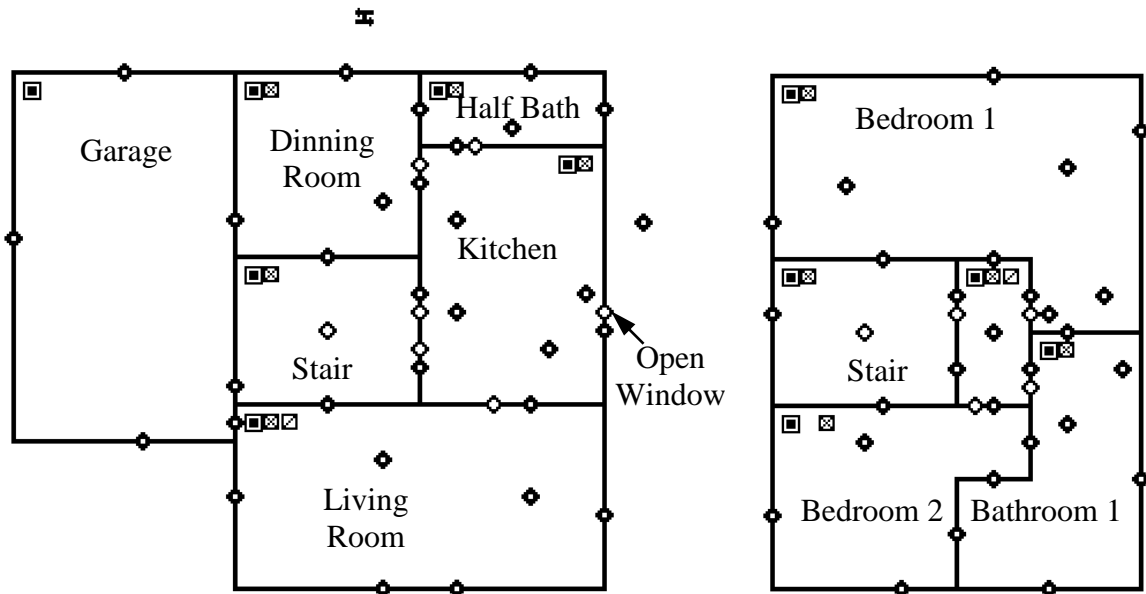 Half Bath
Bedroom 1
Garage
Dinning
Room
Kitchen
Stair
Open
Window
Stair
Living
Room
Bedroom 2
Bathroom 1